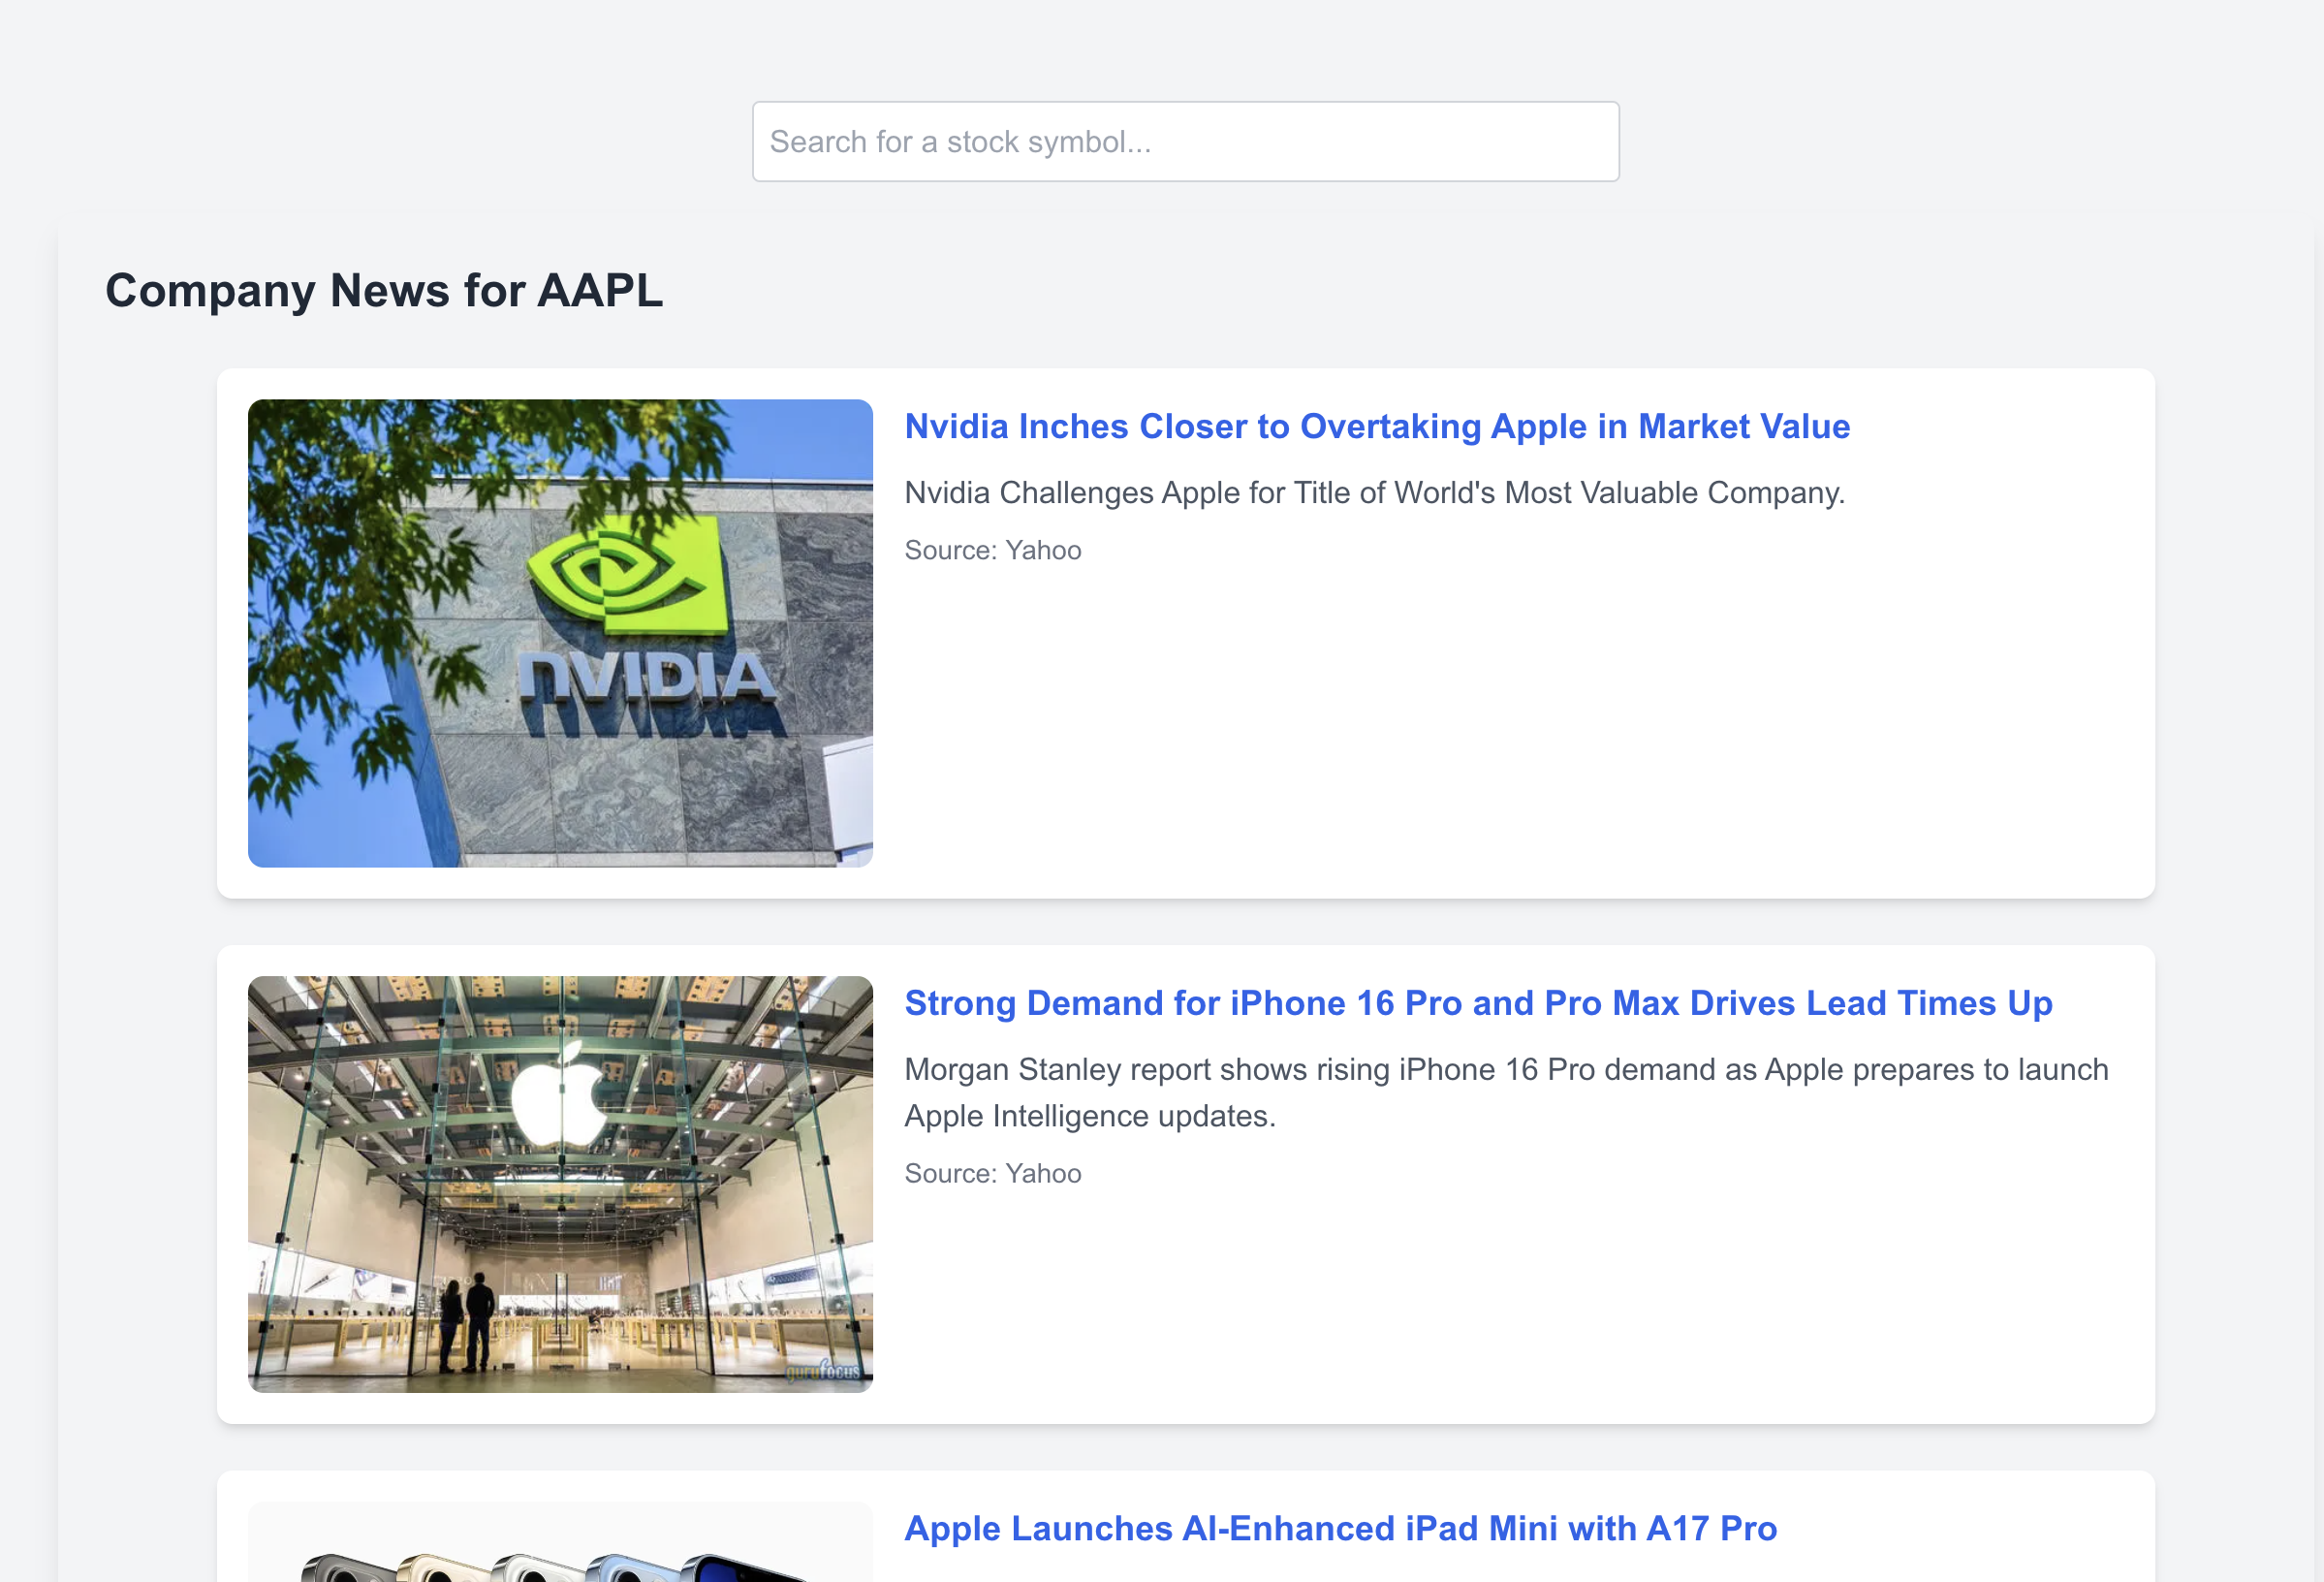 Search for a stock symbol...
Company News for AAPL
Nvidia Inches Closer to Overtaking Apple in Market Value
Nvidia Challenges Apple for Title of World's Most Valuable Company.
Source: Yahoo
NVIDIA
Strong Demand for iPhone 16 Pro and Pro Max Drives Lead Times Up
Morgan Stanley report shows rising iPhone 16 Pro demand as Apple prepares to launch
Apple Intelligence updates.
Source: Yahoo
gurufocus
Apple Launches AI-Enhanced iPad Mini with A17 Pro